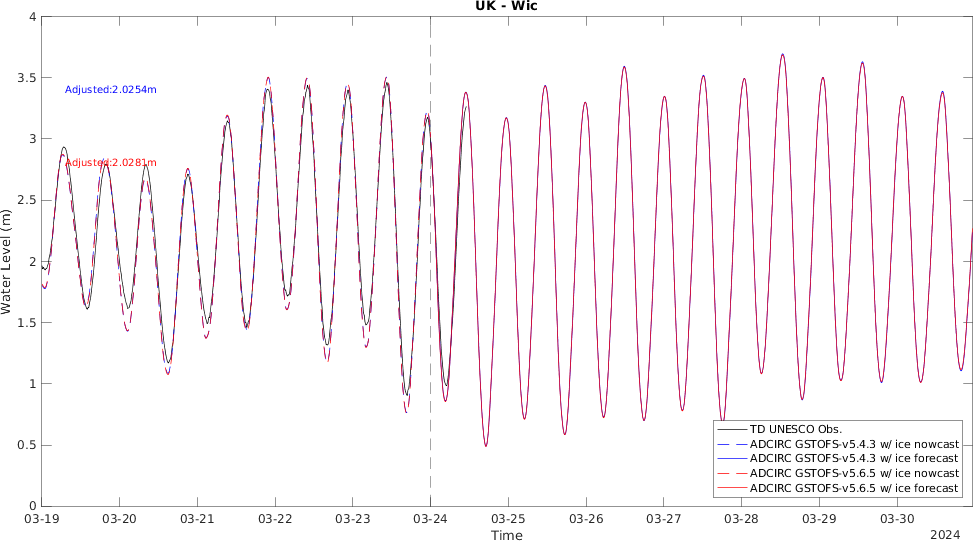 UK - Wic
4
3.5
3
2.5
2
1.5
1
0.5
0
Water Level (m)
Adjusted:2.0254m
Adjusted:2.0281m
TD UNESCO Obs.
ADCIRC GSTOFS-v5.4.3 w/ ice nowcast
ADCIRC GSTOFS-v5.4.3 w/ ice forecast
ADCIRC GSTOFS-v5.6.5 w/ ice nowcast
ADCIRC GSTOFS-v5.6.5 w/ ice forecast
03-19 03-20 03-21 03-22 03-23 03-24 03-25 03-26 03-27 03-28 03-29 03-30
Time
2024